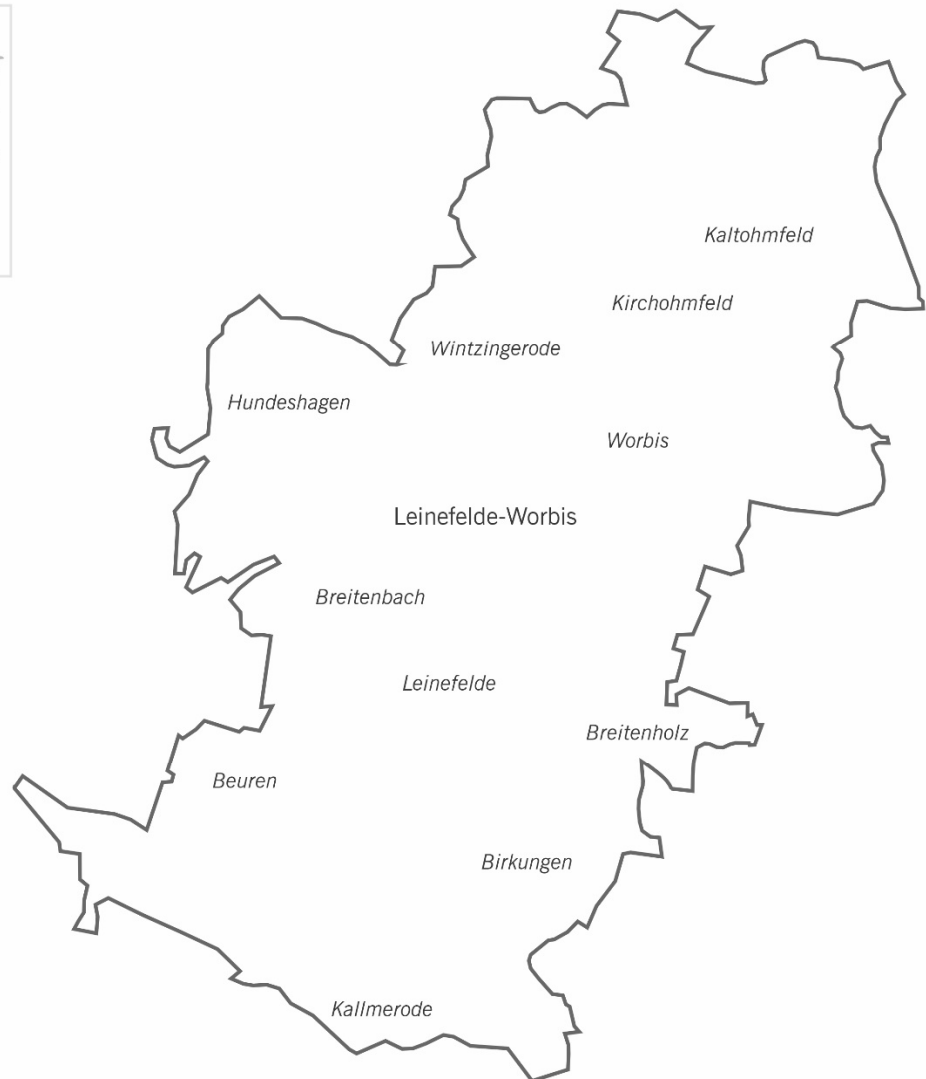 Kaltohmfeld
Kirchohmfeld
Wintzingerode
Hundeshagen
Worbis
Leinefelde-Worbis
Breitenbach
Leinefelde
Breitenholz
Beuren
Birkungen
Kallmerode